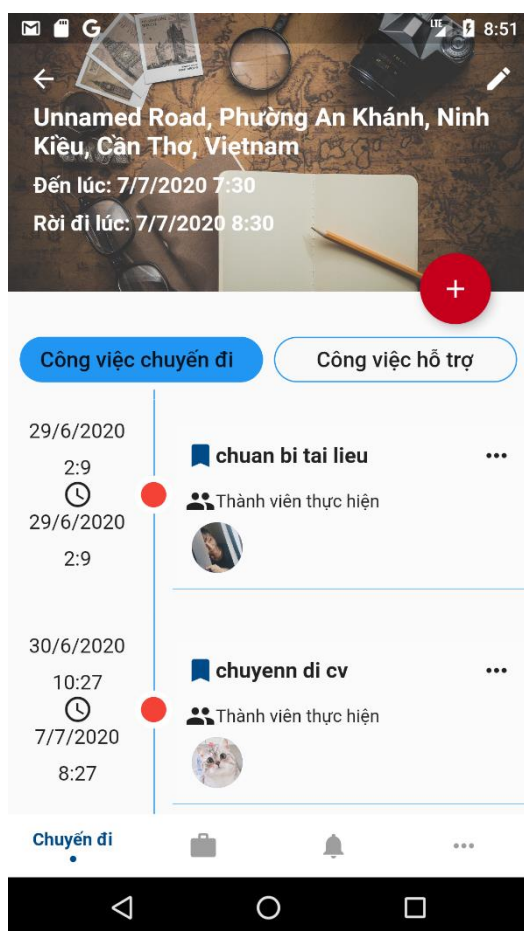 G LTE 8:51
Unnamed Road, Phường An Khánh, Ninh
Kiều, Cần Thơ, Vietnam
Đến lúc: 7/7/2020 7:30
Rời đi lúc: 7/7/2020 8:30
+
Công việc chuyến đi Công việc hỗ trợ
29/6/2020
2:9
29/6/2020
2:9
chuan bi tai lieu
Thành viên thực hiện
30/6/2020
10:27
7/7/2020
8:27
chuyenn di cv
Thành viên thực hiện
Chuyến đi